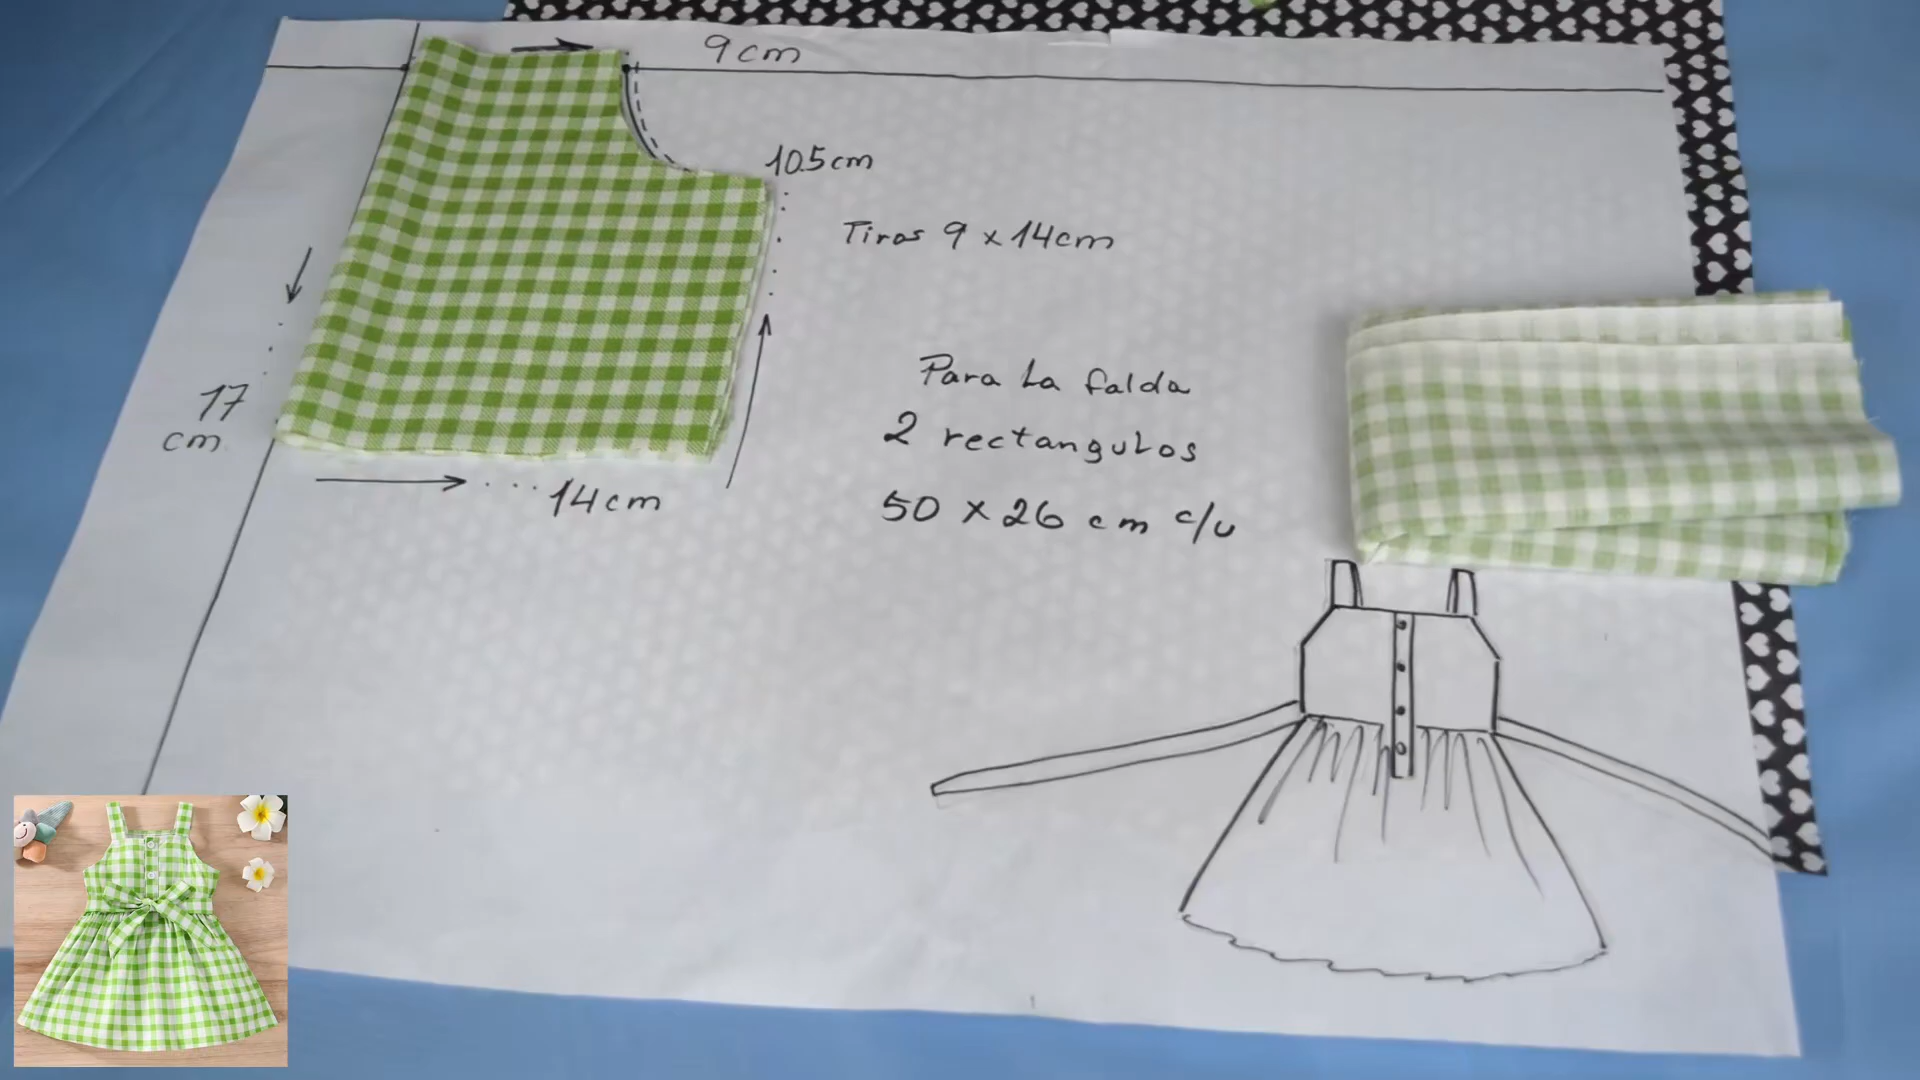 9cm
10.5cm
Tiras 9 x 14cm
17
cm.
14cm
Para La falda
2 rectangulos
50 x 26 cm c/u